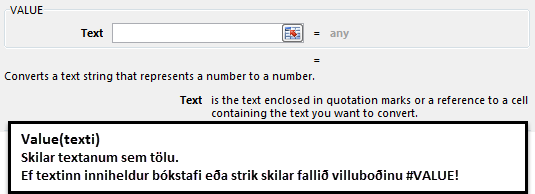 VALUE
Text = any
=
Converts a text string that represents a number to a number.
Text is the text enclosed in quotation marks or a reference to a cell
containing the text you want to convert.
Value(texti)
Skilar textanum sem tölu.
Ef textinn inniheldur bókstafi eða strik skilar fallið villuboðinu #VALUE!